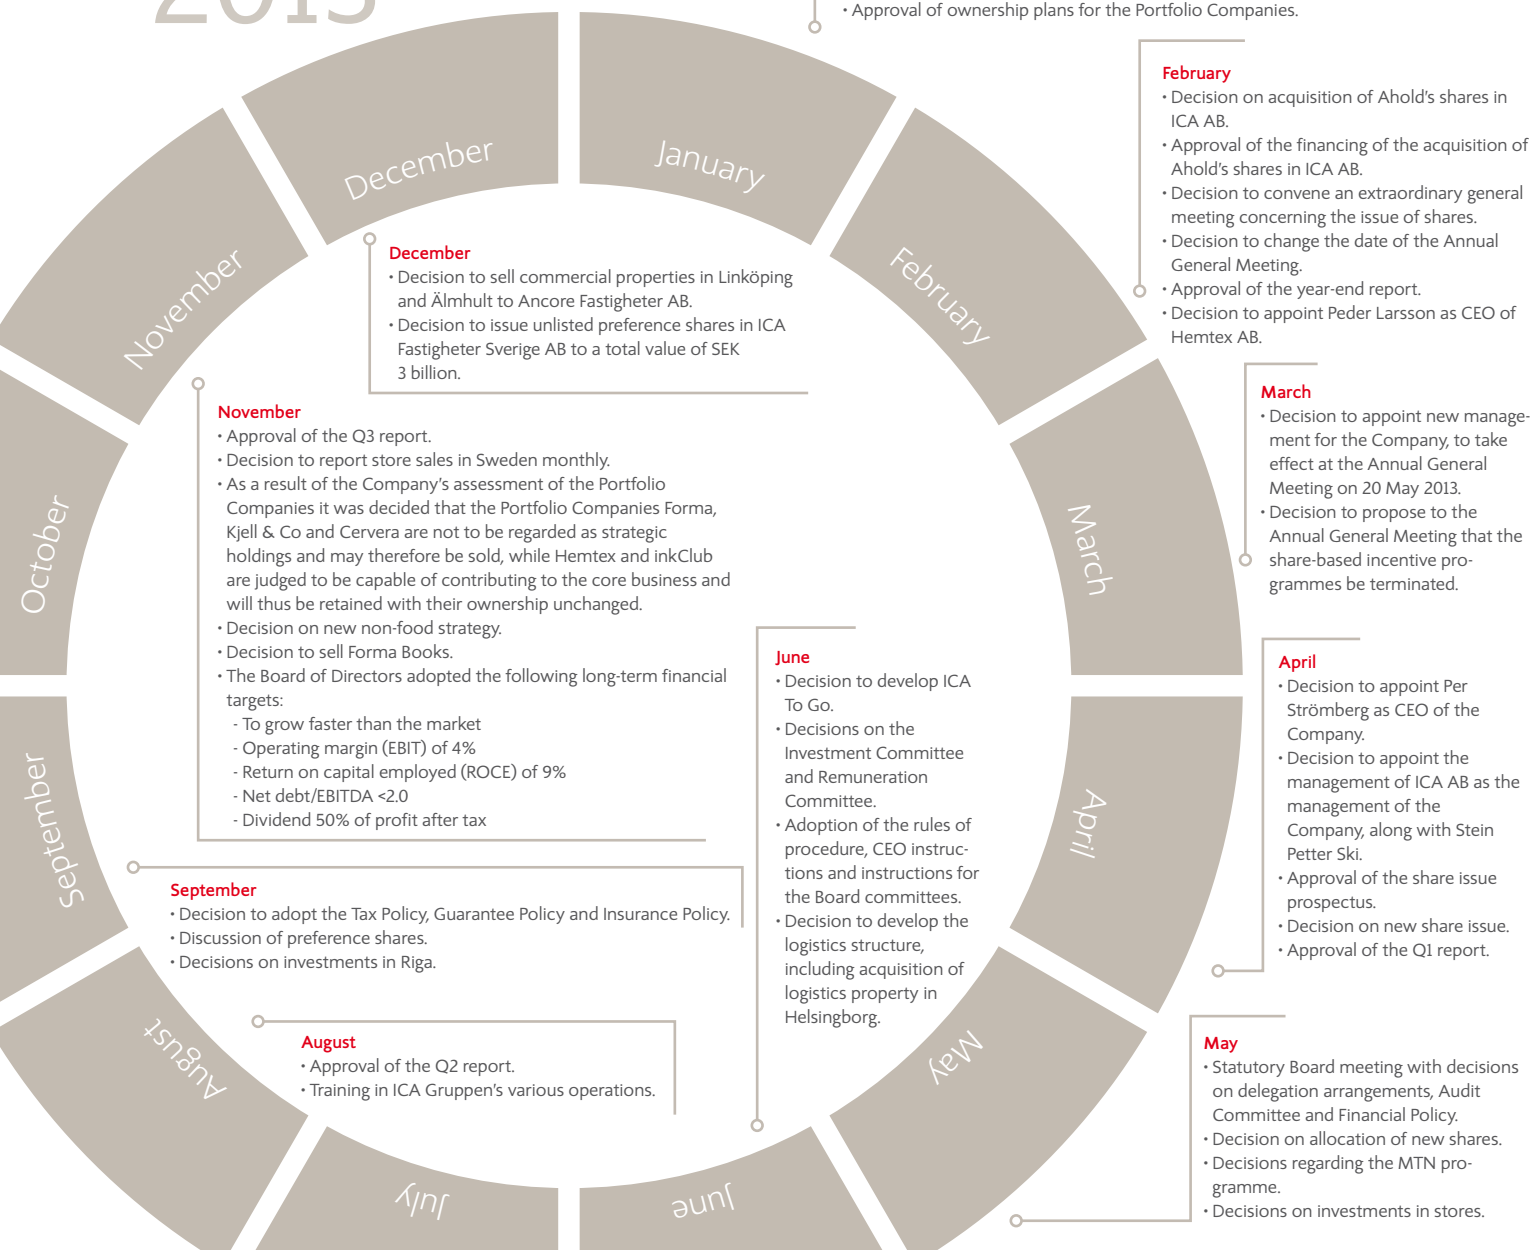 2013
• Approval of ownership plans for the Portfolio Companies.
January
February
March
April
May
June
July
August
September
October
November
December
February
• Decision on acquisition of Ahold's shares in
ICA AB.
• Approval of the financing of the acquisition of
Ahold's shares in ICA AB.
• Decision to convene an extraordinary general
meeting concerning the issue of shares.
• Decision to change the date of the Annual
General Meeting.
• Approval of the year-end report.
• Decision to appoint Peder Larsson as CEO of
Hemtex AB.
March
• Decision to appoint new manage-
ment for the Company, to take
effect at the Annual General
Meeting on 20 May 2013.
• Decision to propose to the
Annual General Meeting that the
share-based incentive pro-
grammes be terminated.
April
• Decision to appoint Per
Strömberg as CEO of the
Company.
• Decision to appoint the
management of ICA AB as the
management of the
Company, along with Stein
Petter Ski.
• Approval of the share issue
prospectus.
• Decision on new share issue.
• Approval of the Q1 report.
May
• Statutory Board meeting with decisions
on delegation arrangements, Audit
Committee and Financial Policy.
• Decision on allocation of new shares.
• Decisions regarding the MTN pro-
gramme.
• Decisions on investments in stores.
June
• Decision to develop ICA
To Go.
• Decisions on the
Investment Committee
and Remuneration
Committee.
• Adoption of the rules of
procedure, CEO instruc-
tions and instructions for
the Board committees.
• Decision to develop the
logistics structure,
including acquisition of
logistics property in
Helsingborg.
August
• Approval of the Q2 report.
• Training in ICA Gruppen's various operations.
September
• Decision to adopt the Tax Policy, Guarantee Policy and Insurance Policy.
• Discussion of preference shares.
• Decisions on investments in Riga.
November
• Approval of the Q3 report.
• Decision to report store sales in Sweden monthly.
• As a result of the Company's assessment of the Portfolio
Companies it was decided that the Portfolio Companies Forma,
Kjell & Co and Cervera are not to be regarded as strategic
holdings and may therefore be sold, while Hemtex and inkClub
are judged to be capable of contributing to the core business and
will thus be retained with their ownership unchanged.
• Decision on new non-food strategy.
• Decision to sell Forma Books.
• The Board of Directors adopted the following long-term financial
targets:
- To grow faster than the market
- Operating margin (EBIT) of 4%
- Return on capital employed (ROCE) of 9%
- Net debt/EBITDA <2.0
- Dividend 50% of profit after tax
December
• Decision to sell commercial properties in Linköping
and Älmhult to Ancore Fastigheter AB.
• Decision to issue unlisted preference shares in ICA
Fastigheter Sverige AB to a total value of SEK
3 billion.